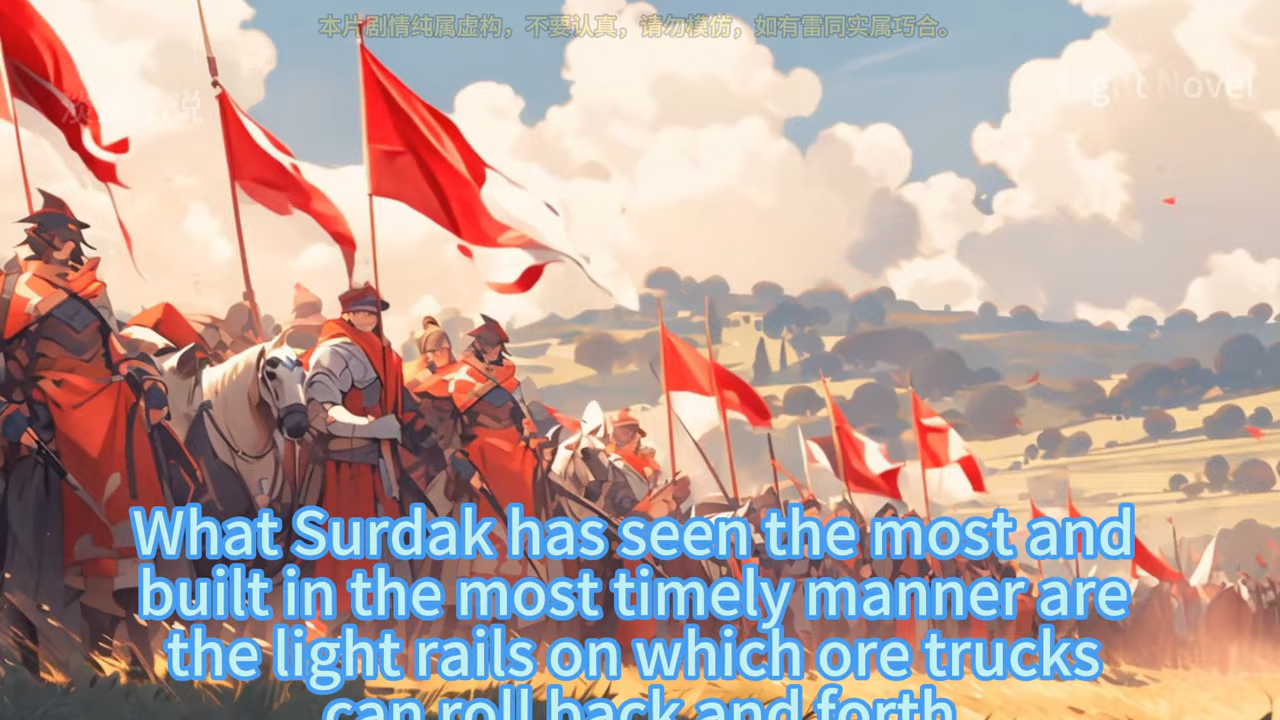 本片剧情纯属虚构，不要认真，请勿模仿，如有雷同实属巧合。
Light Novel
What Surdak has seen the most and
built in the most timely manner are
the light rails on which ore trucks
can roll back and forth